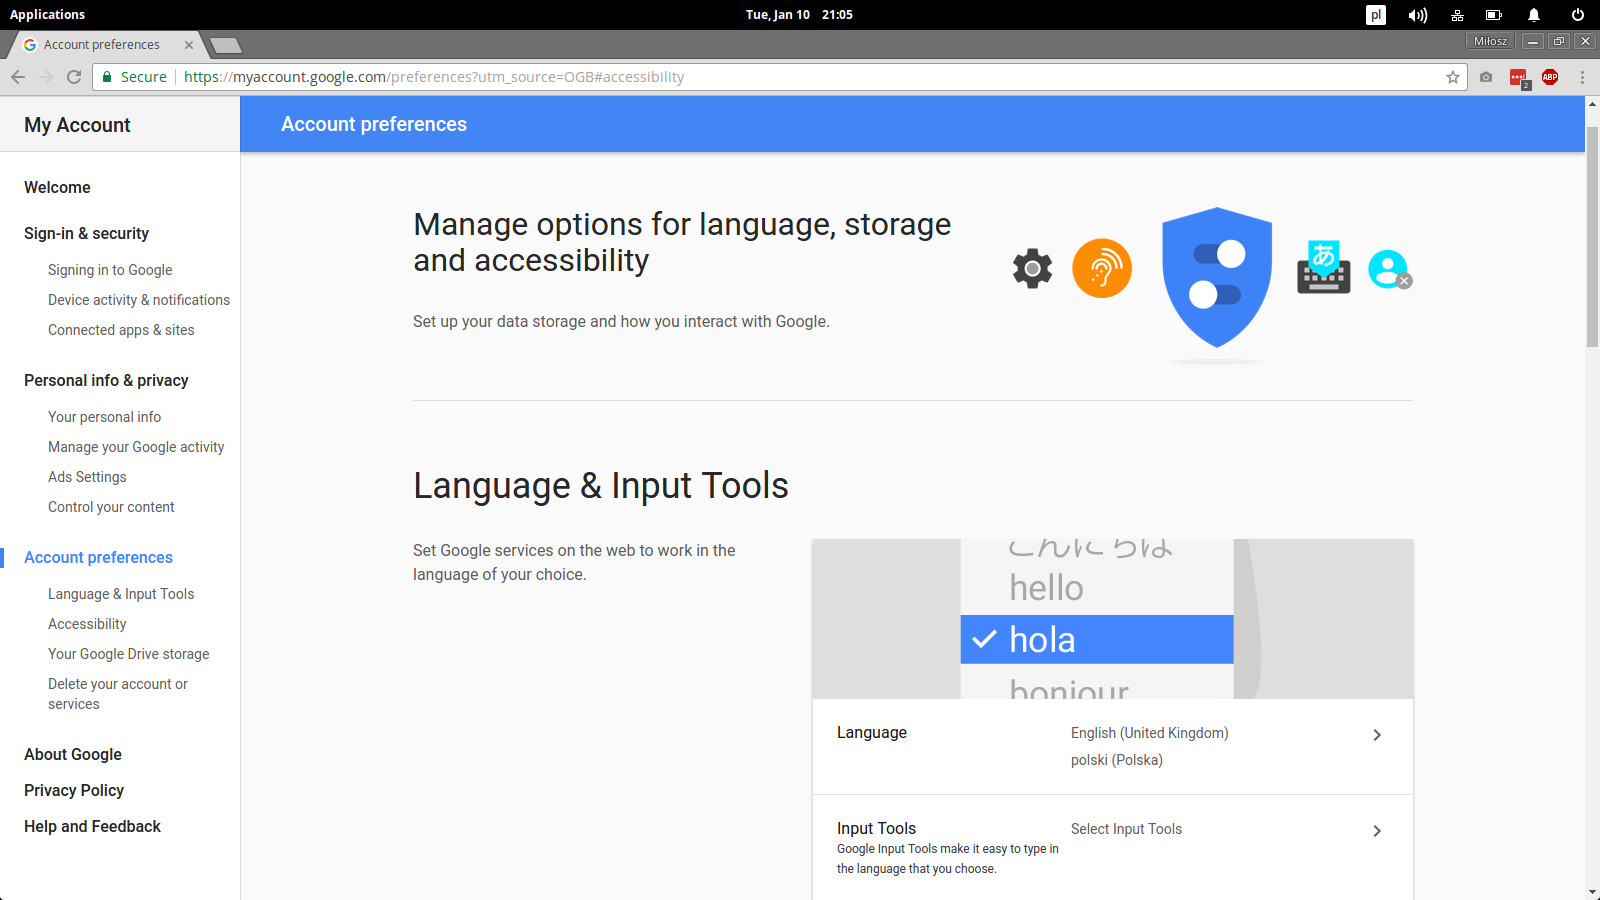 Applications
Tue, Jan 10 21:05
pl
Account preferences
Miłosz
Secure
https://myaccount.google.com/preferences?utm_source=OGB#accessibility
2
ABP
My Account
Account preferences
Welcome
Sign-in & security
Signing in to Google
Device activity & notifications
Connected apps & sites
Personal info & privacy
Your personal info
Manage your Google activity
Ads Settings
Control your content
Account preferences
Language & Input Tools
Accessibility
Your Google Drive storage
Delete your account or
services
About Google
Privacy Policy
Help and Feedback
Manage options for language, storage
and accessibility
あ
Set up your data storage and how you interact with Google.
Language & Input Tools
Set Google services on the web to work in the
language of your choice.
こんにちは
hello
hola
bonjour
Language
English (United Kingdom)
polski (Polska)
Input Tools
Select Input Tools
Google Input Tools make it easy to type in
the language that you choose.